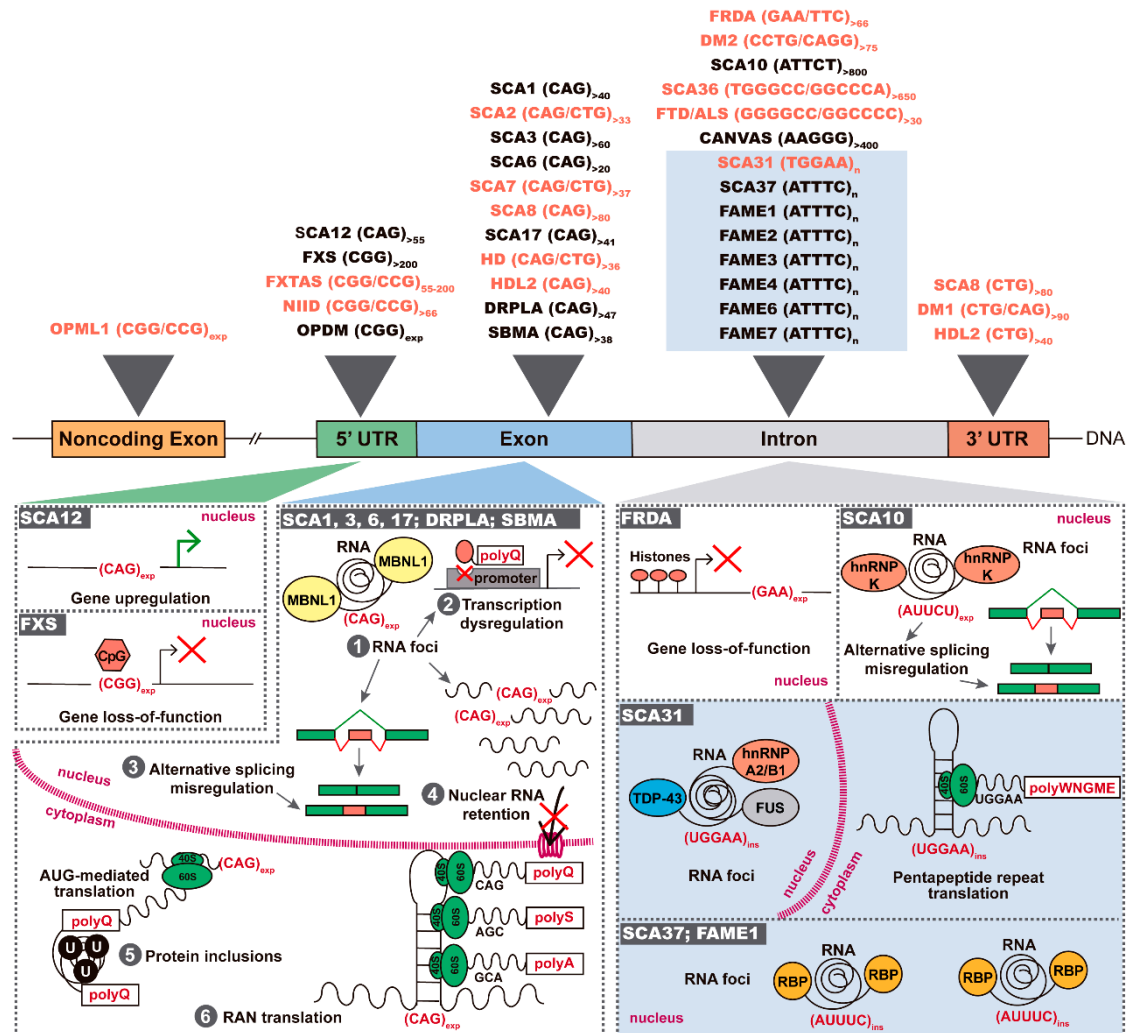 FRDA (GAA/TTC)>66
DM2 (CCTG/CAGG)>75
SCA10 (ATTCT)>800
SCA36 (TGGGCC/GGCCCA)>650
FTD/ALS (GGGGCC/GGCCCC)>30
CANVAS (AAGGG)>400
SCA31 (TGGAA)n
SCA37 (ATTTC)n
FAME1 (ATTTC)n
FAME2 (ATTTC)n
FAME3 (ATTTC)n
FAME4 (ATTTC)n
FAME6 (ATTTC)n
FAME7 (ATTTC)n
SCA1 (CAG)>40
SCA2 (CAG/CTG)>33
SCA3 (CAG)>60
SCA6 (CAG)>20
SCA7 (CAG/CTG)>37
SCA8 (CAG)>80
SCA17 (CAG)>41
HD (CAG/CTG)>36
HDL2 (CAG)>40
DRPLA (CAG)>47
SBMA (CAG)>38
SCA12 (CAG)>55
FXS (CGG)>200
FXTAS (CGG/CCG)55-200
NIID (CGG/CCG)>66
OPDM (CGG)exp
OPML1 (CGG/CCG)exp
SCA8 (CTG)>80
DM1 (CTG/CAG)>90
HDL2 (CTG)>40
Noncoding Exon
5' UTR
Exon
Intron
3' UTR
DNA
SCA12
nucleus
(CAG)exp
Gene upregulation
FXS
nucleus
CpG
(CGG)exp
Gene loss-of-function
SCA1, 3, 6, 17; DRPLA; SBMA
RNA
MBNL1
MBNL1
(CAG)exp
polyQ
promoter
2 Transcription
dysregulation
1 RNA foci
(CAG)exp
(CAG)exp
3 Alternative splicing
misregulation
4 Nuclear RNA
retention
nucleus
cytoplasm
40S
60S
(CAG)exp
AUG-mediated
translation
polyQ
U
U
U
5 Protein inclusions
polyQ
40S
60S
CAG
polyQ
40S
60S
AGC
polyS
40S
60S
GCA
polyA
6 RAN translation
(CAG)exp
FRDA
Histones
(GAA)exp
Gene loss-of-function
nucleus
SCA10
nucleus
RNA
hnRNP
K
hnRNP
K
RNA foci
(AUUCU)exp
Alternative splicing
misregulation
SCA31
RNA
hnRNP
A2/B1
TDP-43
FUS
(UGGAA)ins
RNA foci
nucleus
cytoplasm
40S
60S
UGGAA
polyWNGME
(UGGAA)ins
Pentapeptide repeat
translation
SCA37; FAME1
RNA foci
RNA
RBP
RBP
(AUUUC)ins
RNA
RBP
RBP
(AUUUC)ins
nucleus